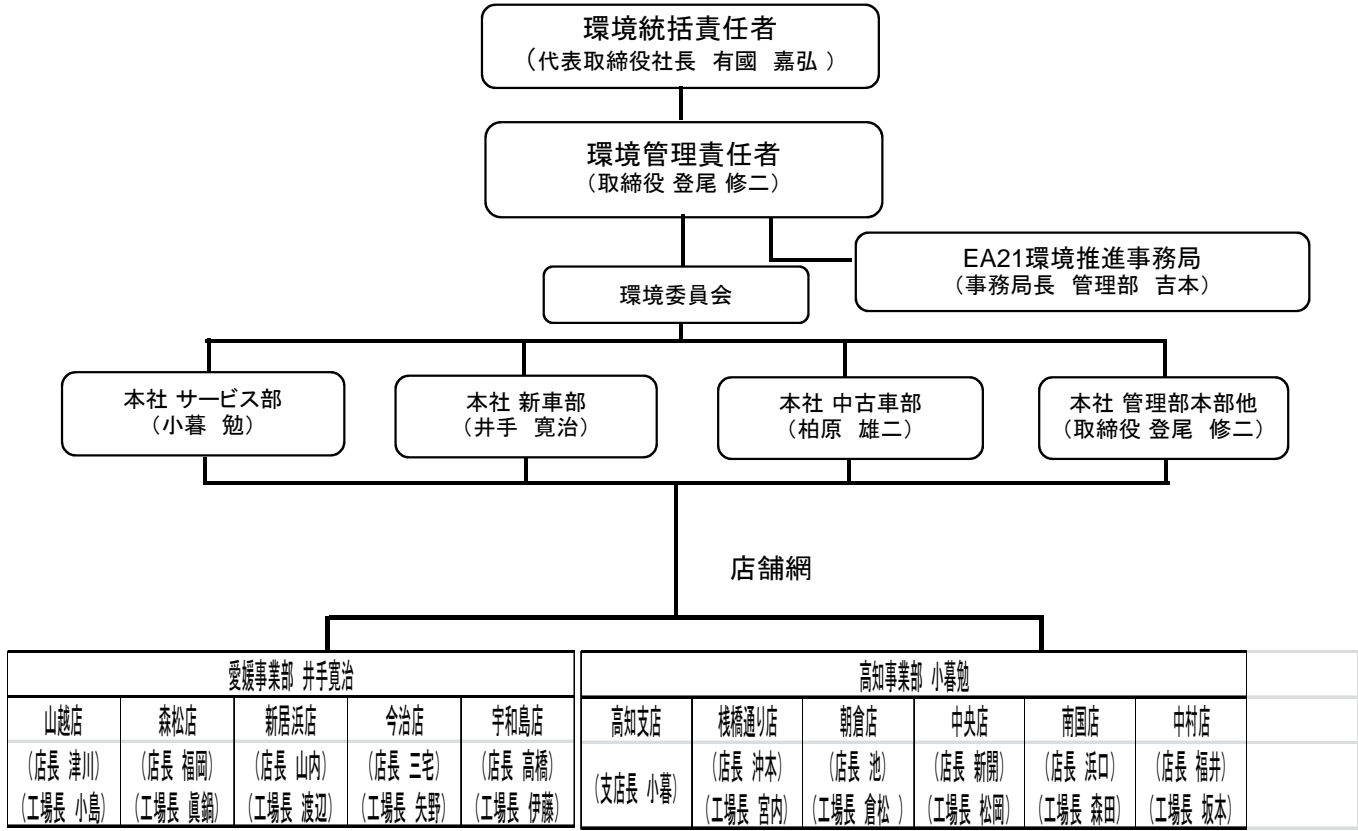 環境統括責任者
（代表取締役社長 有國 嘉弘 ）
環境管理責任者
（取締役 登尾 修二）
EA21環境推進事務局
（事務局長 管理部 吉本）
環境委員会
本社 サービス部
（小暮 勉）
本社 新車部
（井手 寛治）
本社 中古車部
（柏原 雄二）
本社 管理部本部他
（取締役 登尾 修二）
店舗網
愛媛事業部 井手寛治
山越店 森松店 新居浜店 今治店 宇和島店
（店長 津川） （店長 福岡） （店長 山内） （店長 三宅） （店長 高橋）
（工場長 小島） （工場長 眞鍋） （工場長 渡辺） （工場長 矢野） （工場長 伊藤）
高知事業部 小暮勉
高知支店 桟橋通り店 朝倉店 中央店 南国店 中村店
（支店長 小暮） （店長 沖本） （店長 池） （店長 新開） （店長 浜口） （店長 福井）
（工場長 宮内） （工場長 倉松 ） （工場長 松岡） （工場長 森田） （工場長 坂本）